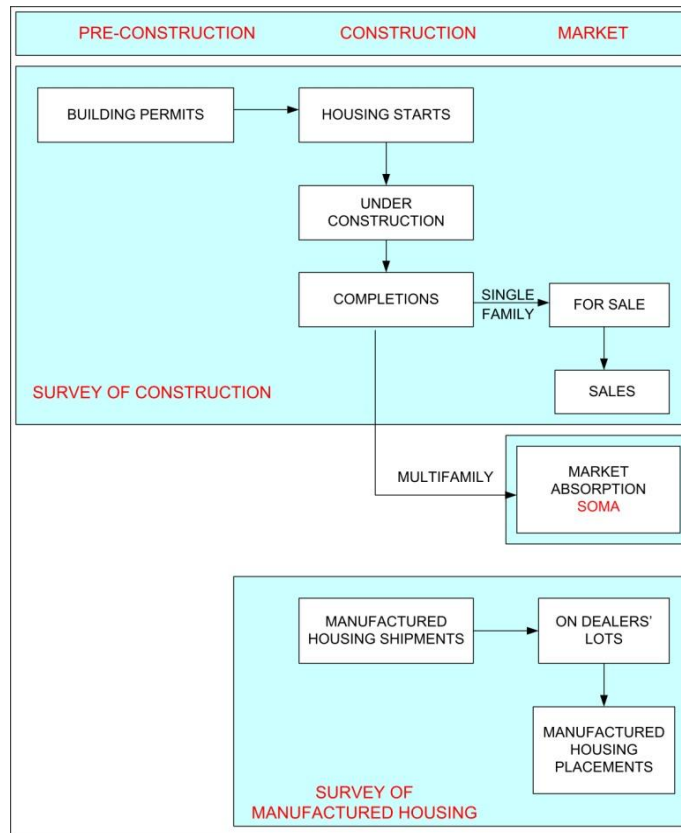 PRE-CONSTRUCTION
CONSTRUCTION
MARKET
BUILDING PERMITS
HOUSING STARTS
UNDER
CONSTRUCTION
COMPLETIONS
SINGLE
FAMILY
FOR SALE
SALES
SURVEY OF CONSTRUCTION
MULTIFAMILY
MARKET
ABSORPTION
SOMA
MANUFACTURED
HOUSING SHIPMENTS
ON DEALERS'
LOTS
MANUFACTURED
HOUSING
PLACEMENTS
SURVEY OF
MANUFACTURED HOUSING